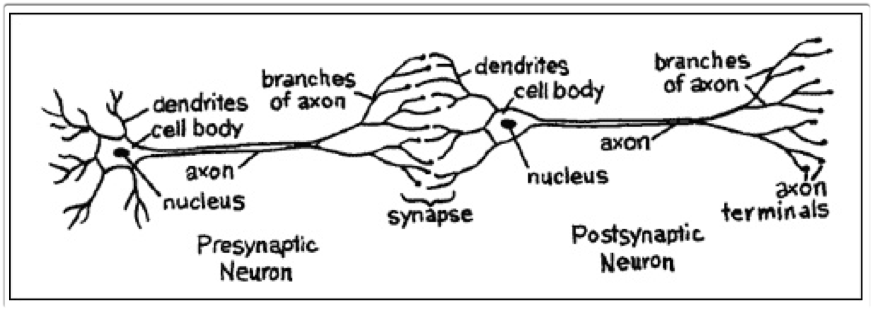 dendrites
cell body
axon
nucleus
branches
of axon
synapse
dendrites
cell body
axon
nucleus
branches
of axon
axon
terminals
Presynaptic
Neuron
Postsynaptic
Neuron